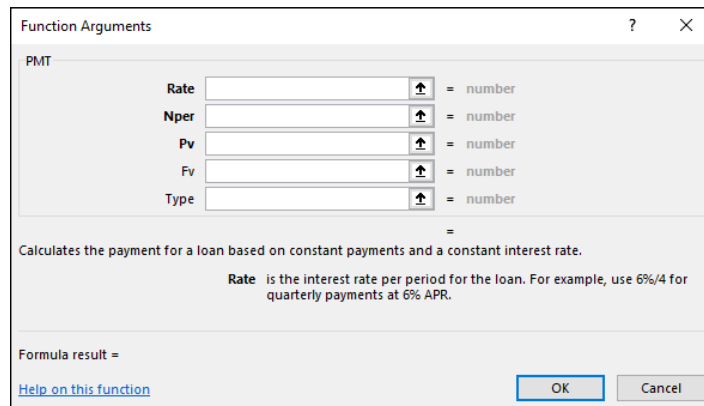 Function Arguments ? ×
PMT
Rate = number
Nper = number
Pv = number
Fv = number
Type = number
=
Calculates the payment for a loan based on constant payments and a constant interest rate.
Rate is the interest rate per period for the loan. For example, use 6%/4 for
quarterly payments at 6% APR.
Formula result =
Help on this function OK Cancel